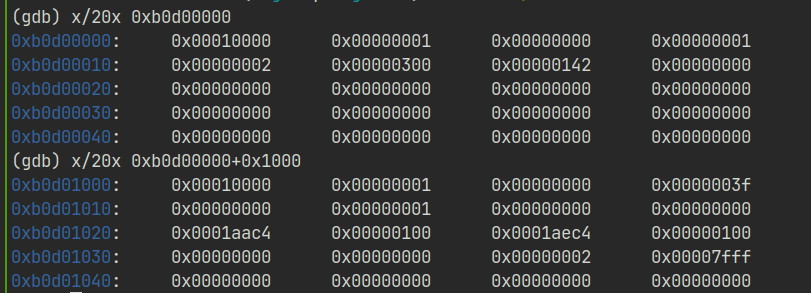 (gdb) x/20x 0xb0d00000
0xb0d00000: 0x00010000 0x00000001 0x00000000 0x00000001
0xb0d00010: 0x00000002 0x00000300 0x00000142 0x00000000
0xb0d00020: 0x00000000 0x00000000 0x00000000 0x00000000
0xb0d00030: 0x00000000 0x00000000 0x00000000 0x00000000
0xb0d00040: 0x00000000 0x00000000 0x00000000 0x00000000
(gdb) x/20x 0xb0d00000+0x1000
0xb0d01000: 0x00010000 0x00000001 0x00000000 0x0000003f
0xb0d01010: 0x00000000 0x00000001 0x00000000 0x00000000
0xb0d01020: 0x0001aac4 0x00000100 0x0001aec4 0x00000100
0xb0d01030: 0x00000000 0x00000000 0x00000002 0x00007fff
0xb0d01040: 0x00000000 0x00000000 0x00000000 0x00000000